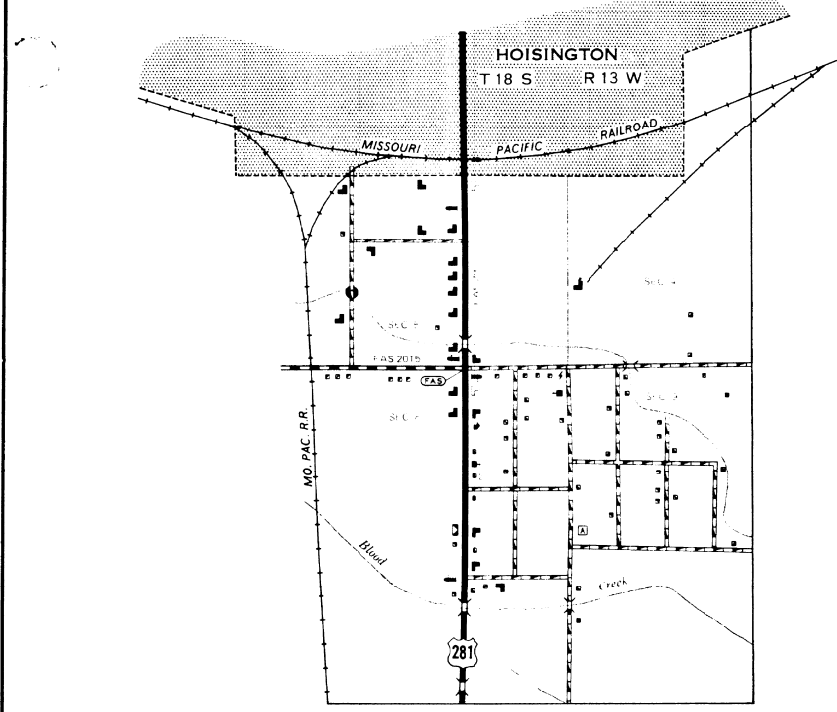 HOISINGTON
T 18 S R 13 W
MISSOURI PACIFIC RAILROAD
FAS 2015
FAS
MO. PAC. R.R.
A
Blood Creek
281